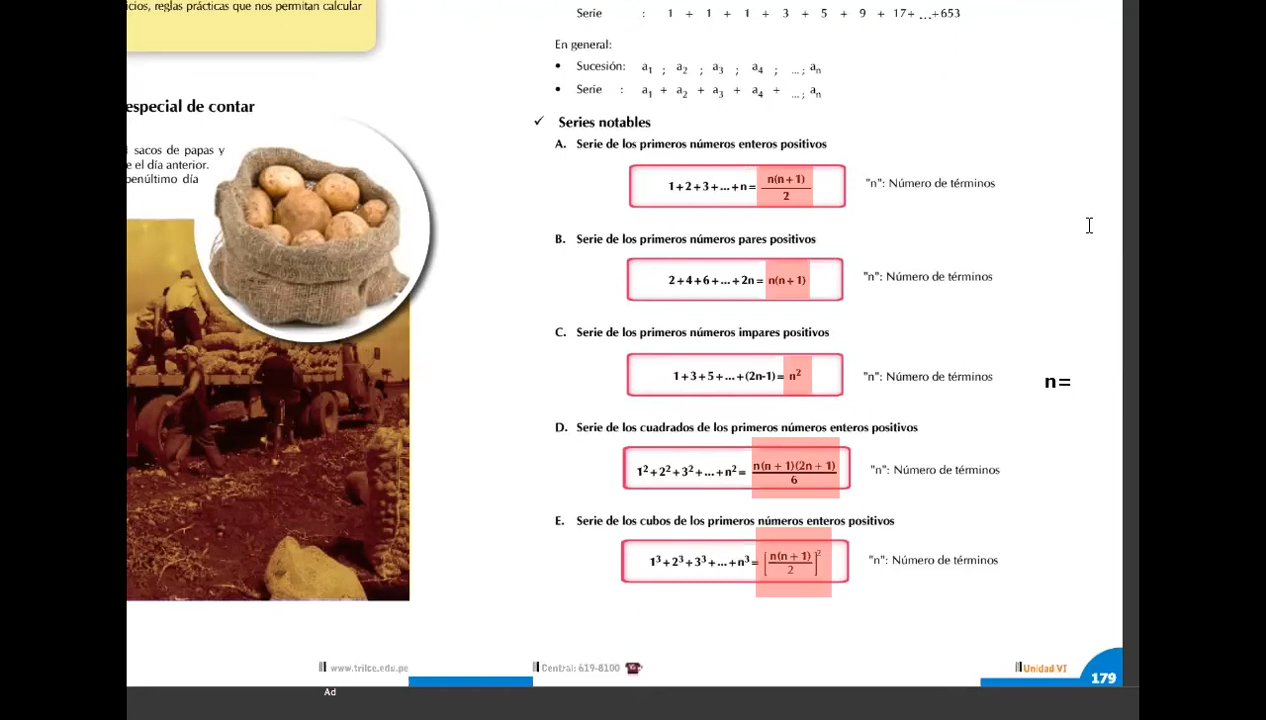 icios, reglas prácticas que nos permitan calcular
especial de contar
sacos de papas y
e el día anterior.
penúltimo día
Serie : 1 + 1 + 1 + 3 + 5 + 9 + 17+ ...+653
En general:
• Sucesión: a₁ ; a₂ ; a₃ ; a₄ ; ...; aₙ
• Serie : a₁ + a₂ + a₃ + a₄ + ...; aₙ
✓ Series notables
A. Serie de los primeros números enteros positivos
1+2+3+...+n= n(n+1)/2 "n": Número de términos
B. Serie de los primeros números pares positivos
2+4+6+...+2n= n(n+1) "n": Número de términos
C. Serie de los primeros números impares positivos
1+3+5+...+(2n-1)= n² "n": Número de términos
n=
D. Serie de los cuadrados de los primeros números enteros positivos
1²+2²+3²+...+n²= n(n+1)(2n+1)/6 "n": Número de términos
E. Serie de los cubos de los primeros números enteros positivos
1³+2³+3³+...+n³= [n(n+1)/2]² "n": Número de términos
www.trilce.edu.pe
Central: 619-8100
Unidad VI
179
Ad